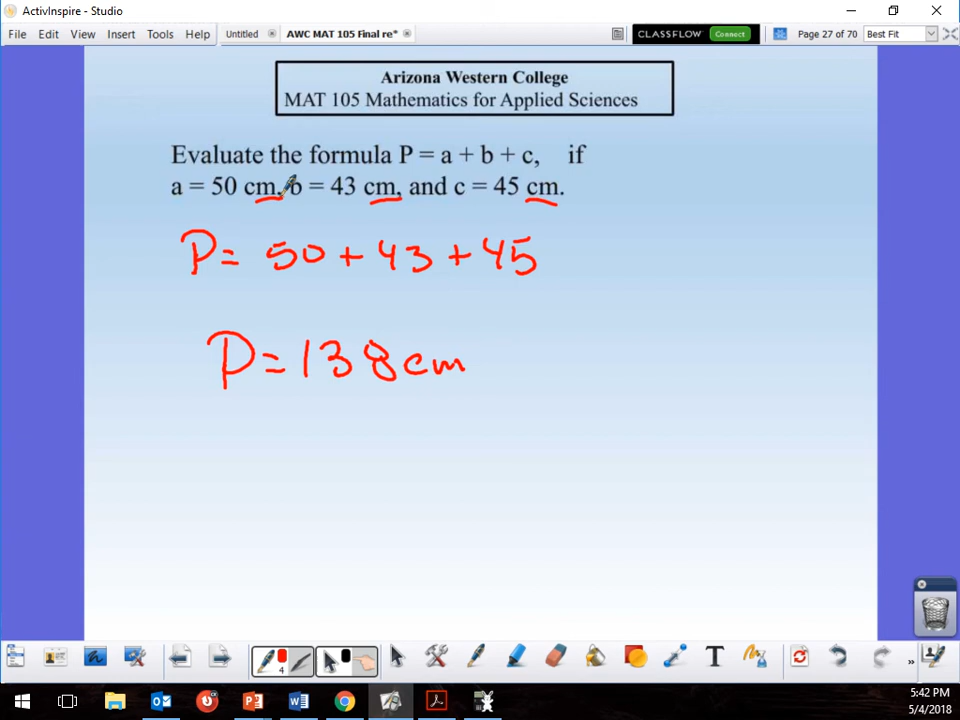 ActivInspire - Studio
File Edit View Insert Tools Help Untitled AWC MAT 105 Final re* CLASSFLOW Connect Page 27 of 70 Best Fit
Arizona Western College
MAT 105 Mathematics for Applied Sciences
Evaluate the formula P = a + b + c, if
a = 50 cm, b = 43 cm, and c = 45 cm.
P= 50+43+45
P=138cm
4
T
5:42 PM
5/4/2018